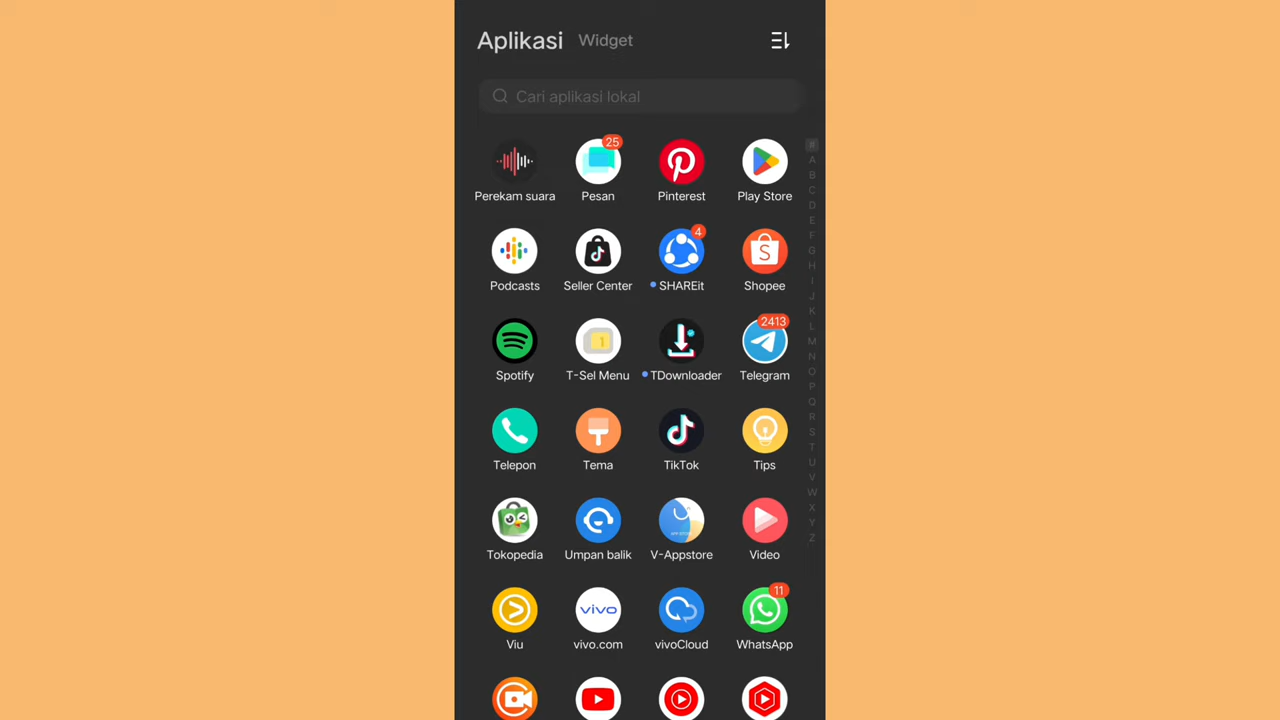 Aplikasi Widget
Cari aplikasi lokal
25
Perekam suara Pesan Pinterest Play Store
4
Podcasts Seller Center SHAREit Shopee
2413
1
Spotify T-Sel Menu TDownloader Telegram
Telepon Tema TikTok Tips
Tokopedia Umpan balik V-Appstore Video
11
vivo
Viu vivo.com vivoCloud WhatsApp
#
A
B
C
D
E
F
G
H
I
J
K
L
M
N
O
P
Q
R
S
T
U
V
W
X
Y
Z